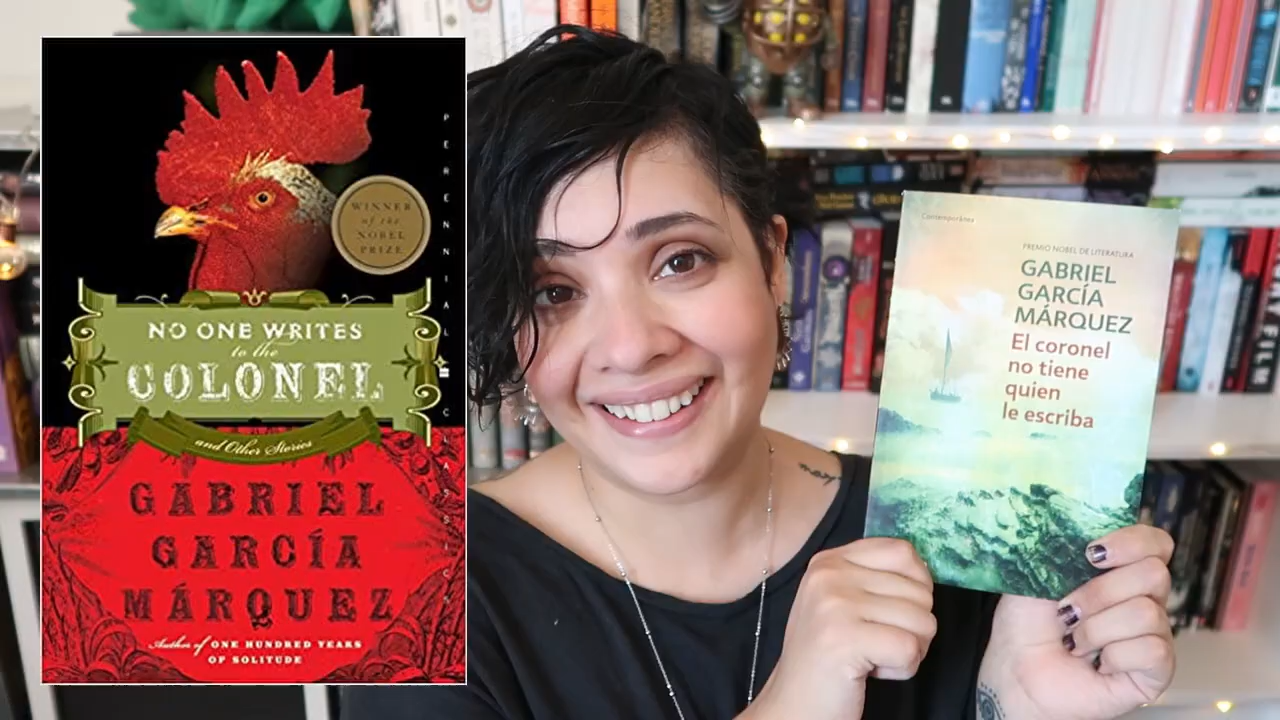 PERENNIAL CLASSICS
WINNER
of the
NOBEL
PRIZE
NO ONE WRITES
to the
COLONEL
and Other Stories
GABRIEL
GARCÍA
MÁRQUEZ
Author of ONE HUNDRED YEARS
OF SOLITUDE
Contemporánea
PREMIO NOBEL DE LITERATURA
GABRIEL
GARCÍA
MÁRQUEZ
El coronel
no tiene
quien
le escriba
FILM